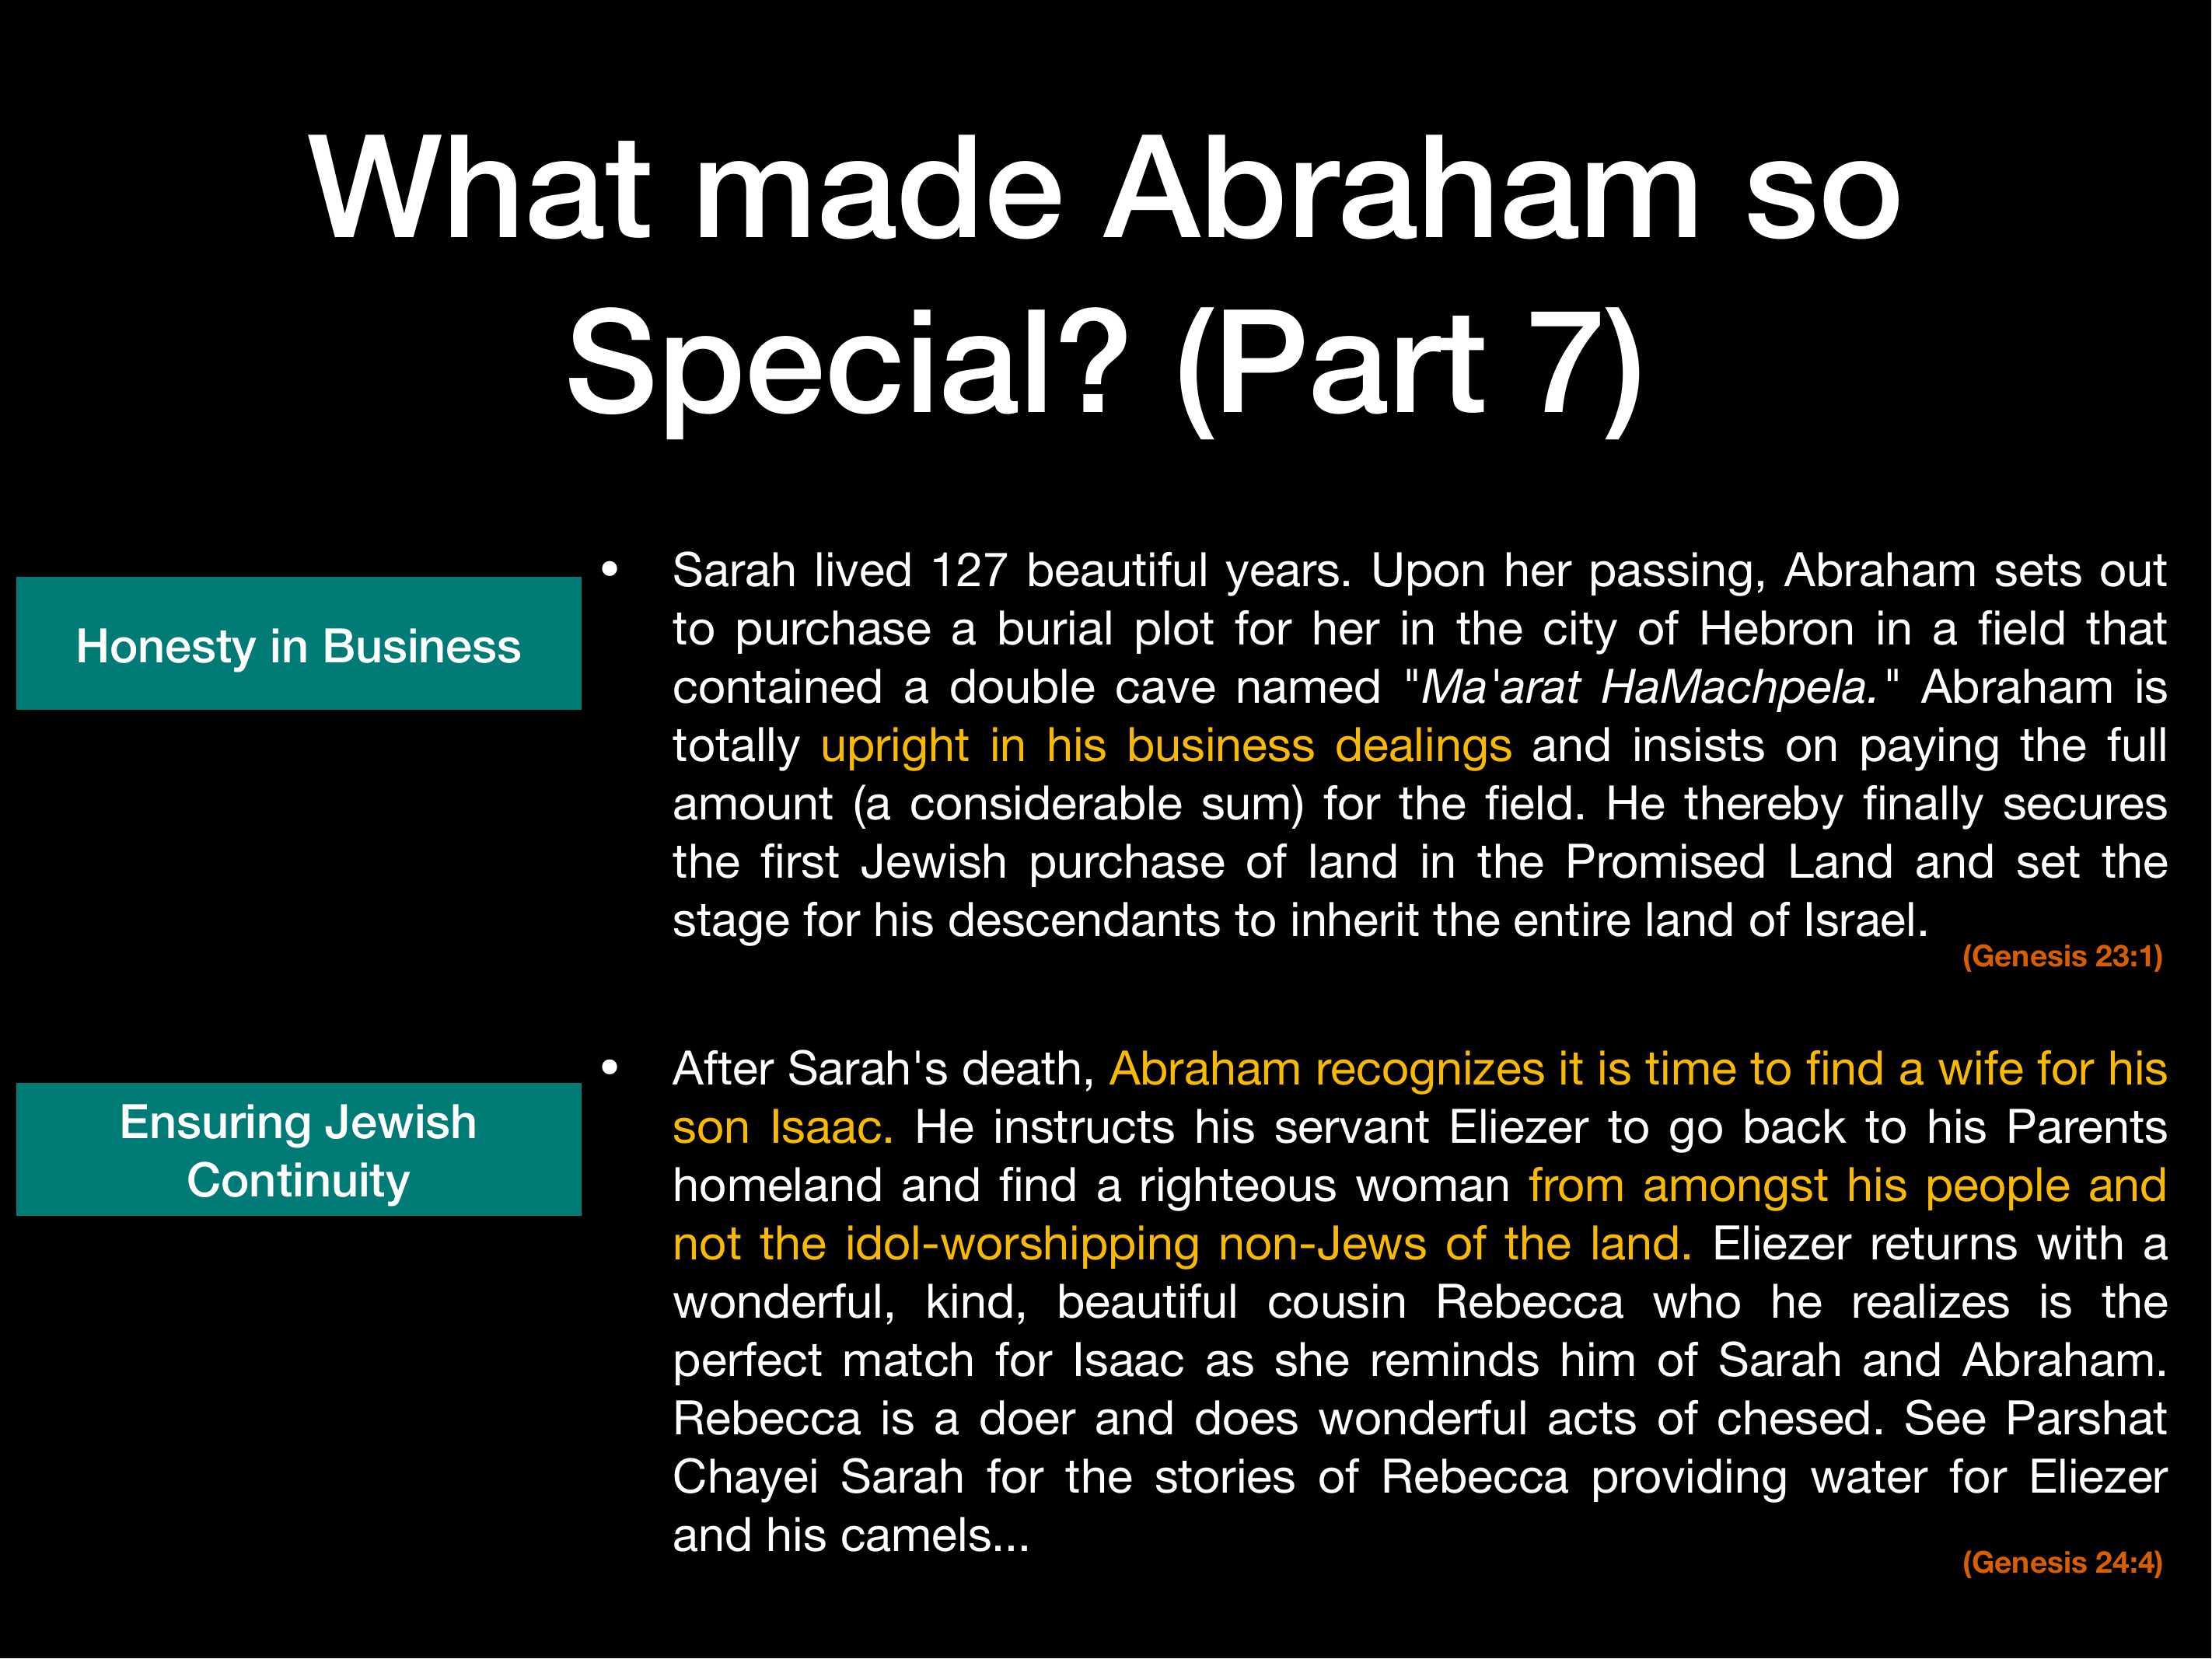 What made Abraham so
Special? (Part 7)
Honesty in Business
• Sarah lived 127 beautiful years. Upon her passing, Abraham sets out
to purchase a burial plot for her in the city of Hebron in a field that
contained a double cave named "Ma'arat HaMachpela." Abraham is
totally upright in his business dealings and insists on paying the full
amount (a considerable sum) for the field. He thereby finally secures
the first Jewish purchase of land in the Promised Land and set the
stage for his descendants to inherit the entire land of Israel.
(Genesis 23:1)
Ensuring Jewish
Continuity
• After Sarah's death, Abraham recognizes it is time to find a wife for his
son Isaac. He instructs his servant Eliezer to go back to his Parents
homeland and find a righteous woman from amongst his people and
not the idol-worshipping non-Jews of the land. Eliezer returns with a
wonderful, kind, beautiful cousin Rebecca who he realizes is the
perfect match for Isaac as she reminds him of Sarah and Abraham.
Rebecca is a doer and does wonderful acts of chesed. See Parshat
Chayei Sarah for the stories of Rebecca providing water for Eliezer
and his camels...
(Genesis 24:4)